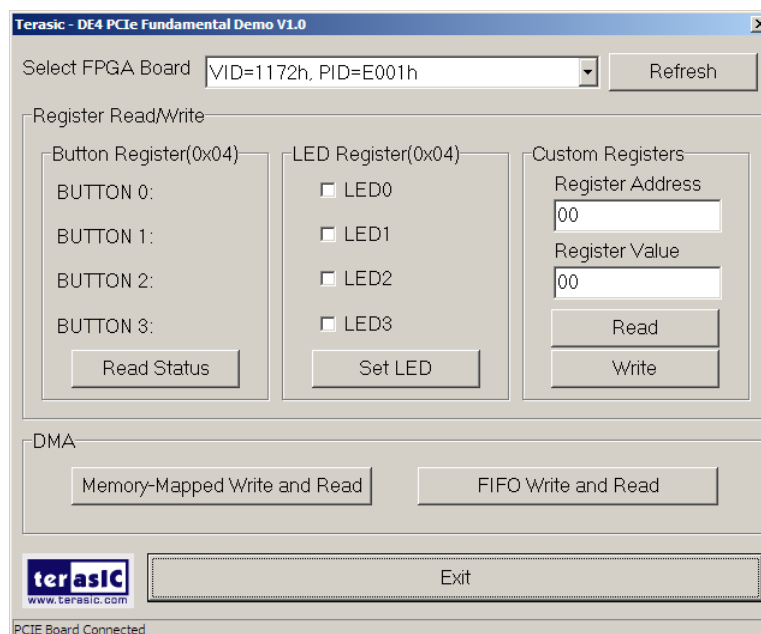 Terasic - DE4 PCIe Fundamental Demo V1.0
Select FPGA Board VID=1172h, PID=E001h Refresh
Register Read/Write
Button Register(0x04)
BUTTON 0:
BUTTON 1:
BUTTON 2:
BUTTON 3:
Read Status
LED Register(0x04)
LED0
LED1
LED2
LED3
Set LED
Custom Registers
Register Address
00
Register Value
00
Read
Write
DMA
Memory-Mapped Write and Read FIFO Write and Read
terasIC
www.terasic.com
Exit
PCIE Board Connected